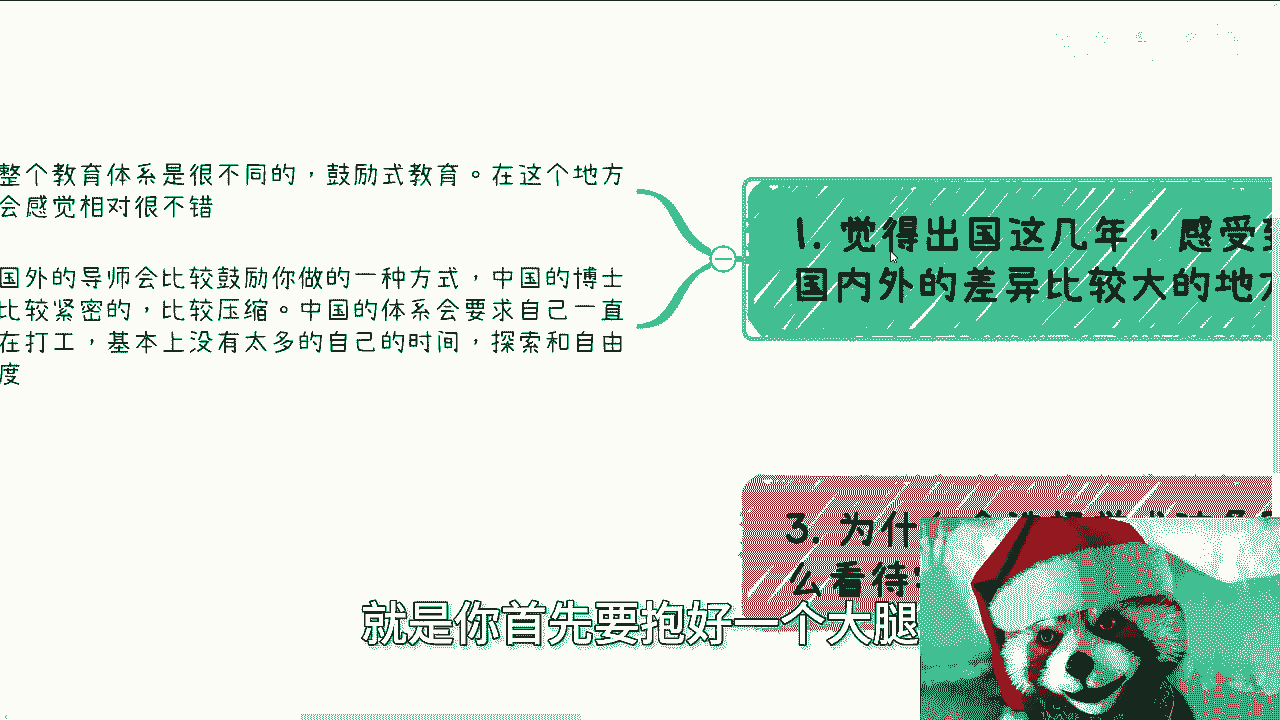 整个教育体系是很不同的，鼓励式教育。在这个地方
会感觉相对很不错
国外的导师会比较鼓励你做的一种方式，中国的博士
比较紧密的，比较压缩。中国的体系会要求自己一直
在打工，基本上没有太多的自己的时间，探索和自由
度
1. 觉得出国这几年，感受到
国内外的差异比较大的地方
3. 为什
么看待
就是你首先要抱好一个大腿